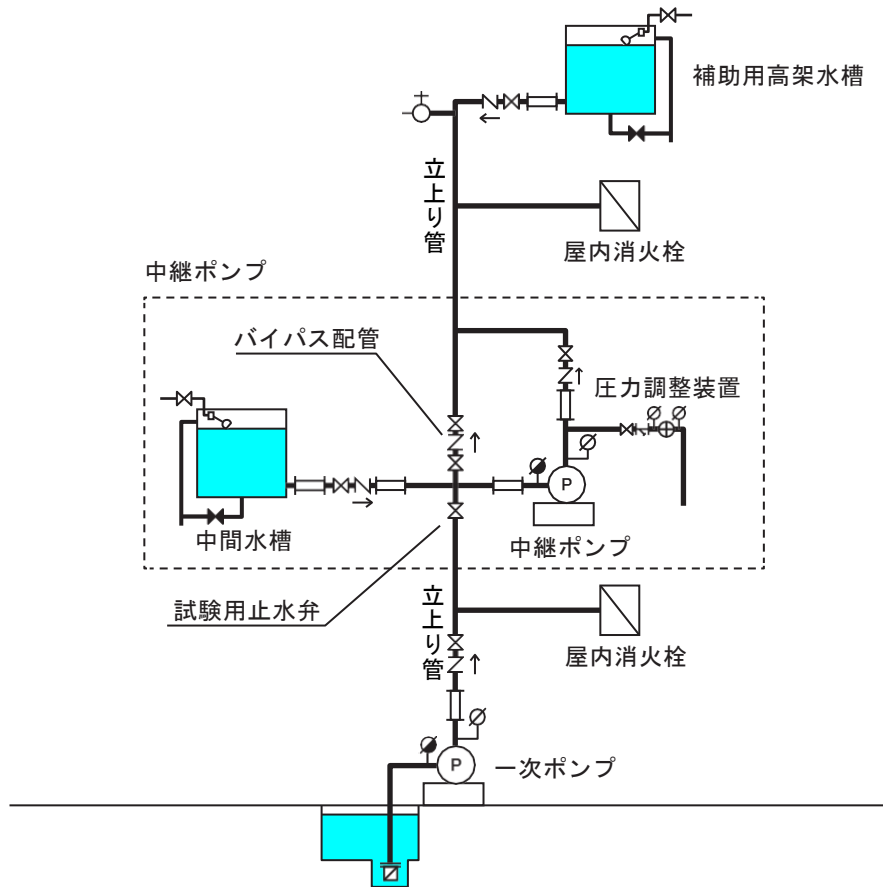 補助用高架水槽
立上り管
屋内消火栓
中継ポンプ
バイパス配管
圧力調整装置
P
中間水槽
中継ポンプ
試験用止水弁
立上り管
屋内消火栓
P
一次ポンプ